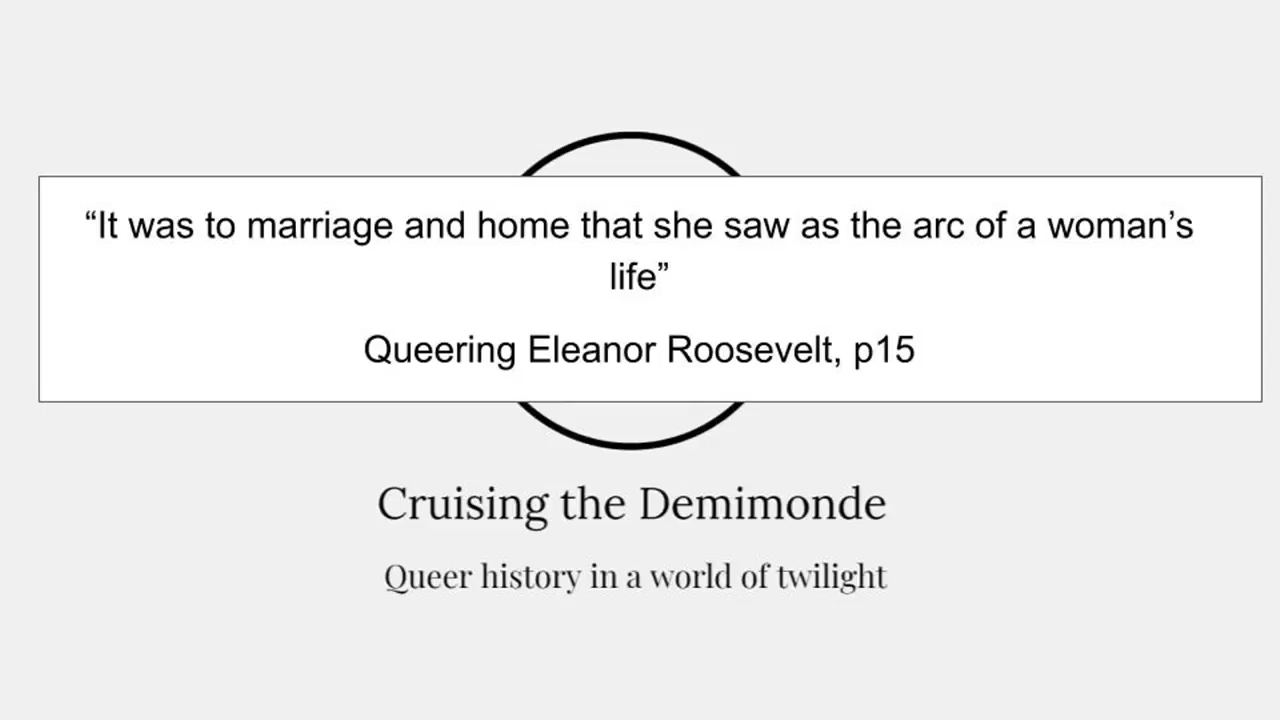 “It was to marriage and home that she saw as the arc of a woman’s
life”
Queering Eleanor Roosevelt, p15
Cruising the Demimonde
Queer history in a world of twilight